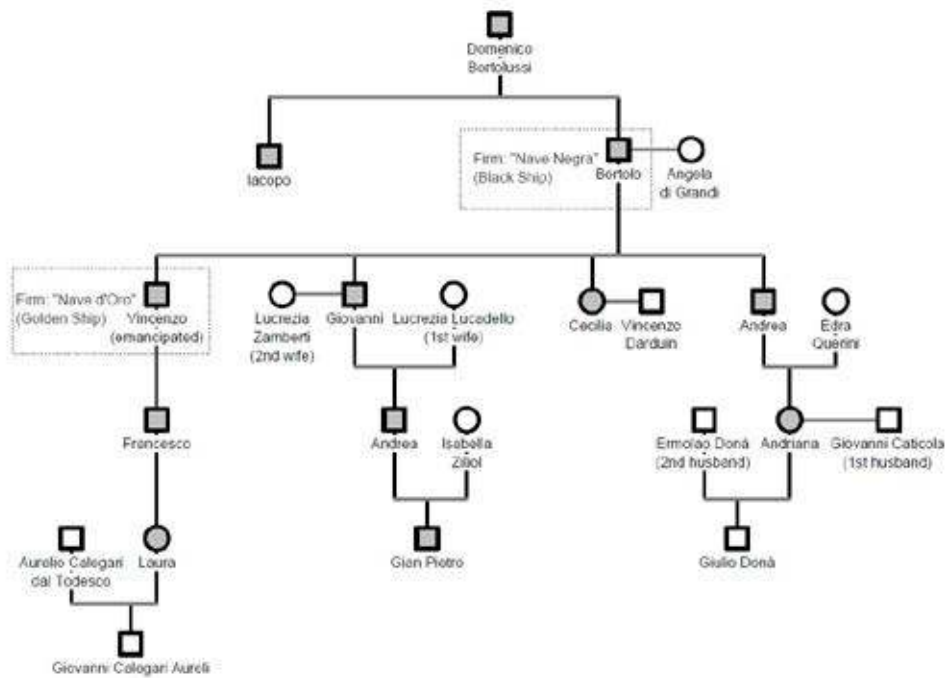 Domenico
Bortolussi
Iacopo
Firm: "Nave Negra"
(Black Ship)
Bortolo
Angela
di Grandi
Firm: "Nave d'Oro"
(Golden Ship)
Vincenzo
(emancipated)
Lucrezia
Zamberti
(2nd wife)
Giovanni
Lucrezia Lucadello
(1st wife)
Cecilia
Vincenzo
Darduin
Andrea
Edra
Querini
Francesco
Andrea
Isabella
Ziliol
Ermolao Donà
(2nd husband)
Andriana
Giovanni Caticola
(1st husband)
Aurelio Calegari
dal Todesco
Laura
Gian Pietro
Giulio Donà
Giovanni Calegari Aureli